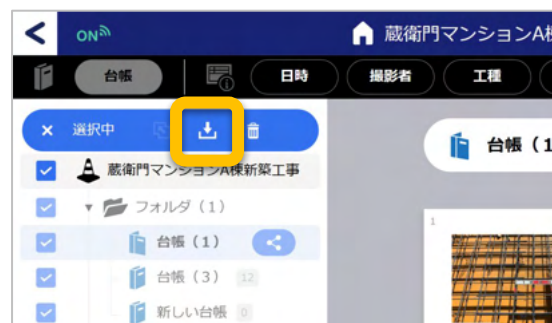 ON
蔵衛門マンションA棟
台帳
日時
撮影者
工種
× 選択中
台帳（1
蔵衛門マンションA棟新築工事
フォルダ（1）
台帳（1）
1
台帳（3） 12
新しい台帳 0